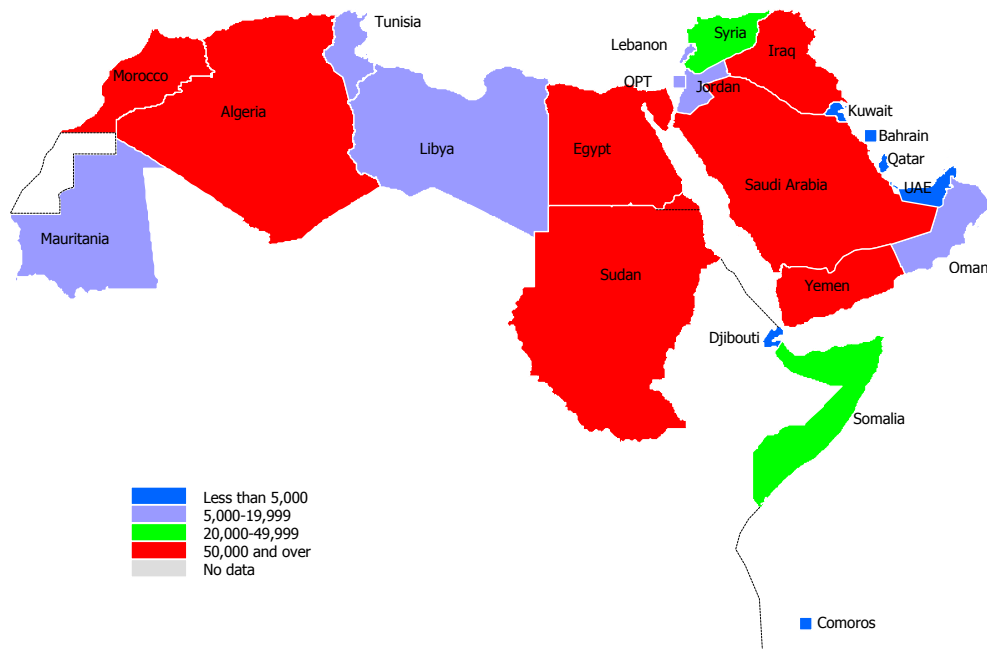 Tunisia
Syria
Lebanon
Iraq
Morocco
OPT
Jordan
Algeria
Kuwait
Bahrain
Libya
Egypt
Qatar
Saudi Arabia
UAE
Mauritania
Oman
Sudan
Yemen
Djibouti
Somalia
Less than 5,000
5,000-19,999
20,000-49,999
50,000 and over
No data
Comoros